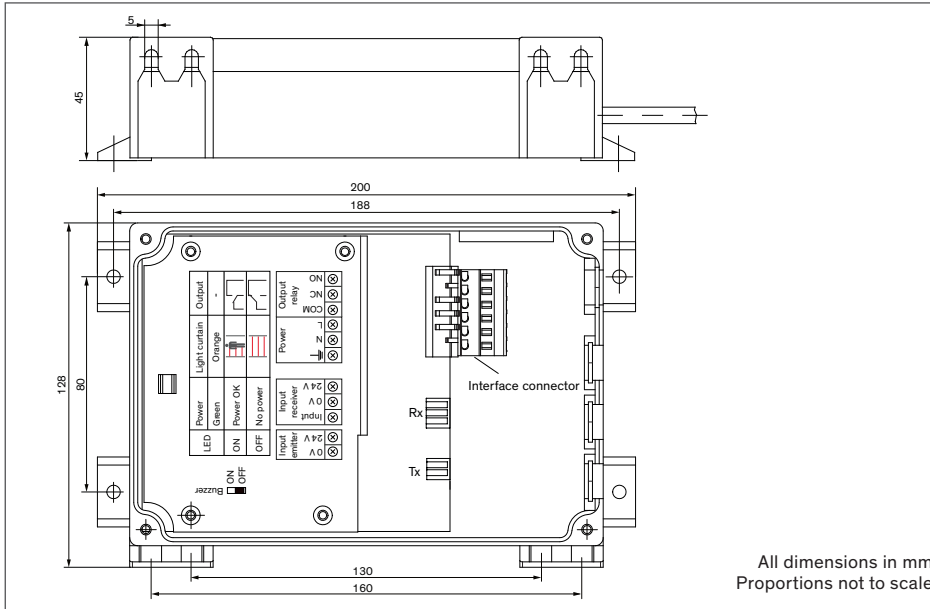 5
45
200
188
128
80
LED
Power
Light curtain
Output
Green
Orange
-
ON
Power OK
OFF
No power
Input
emitter
0 V
24 V
Input
receiver
Input
0 V
24 V
Power
N
L
Output
relay
COM
NC
NO
Buzzer
ON
OFF
Interface connector
Rx
Tx
130
160
All dimensions in mm
Proportions not to scale